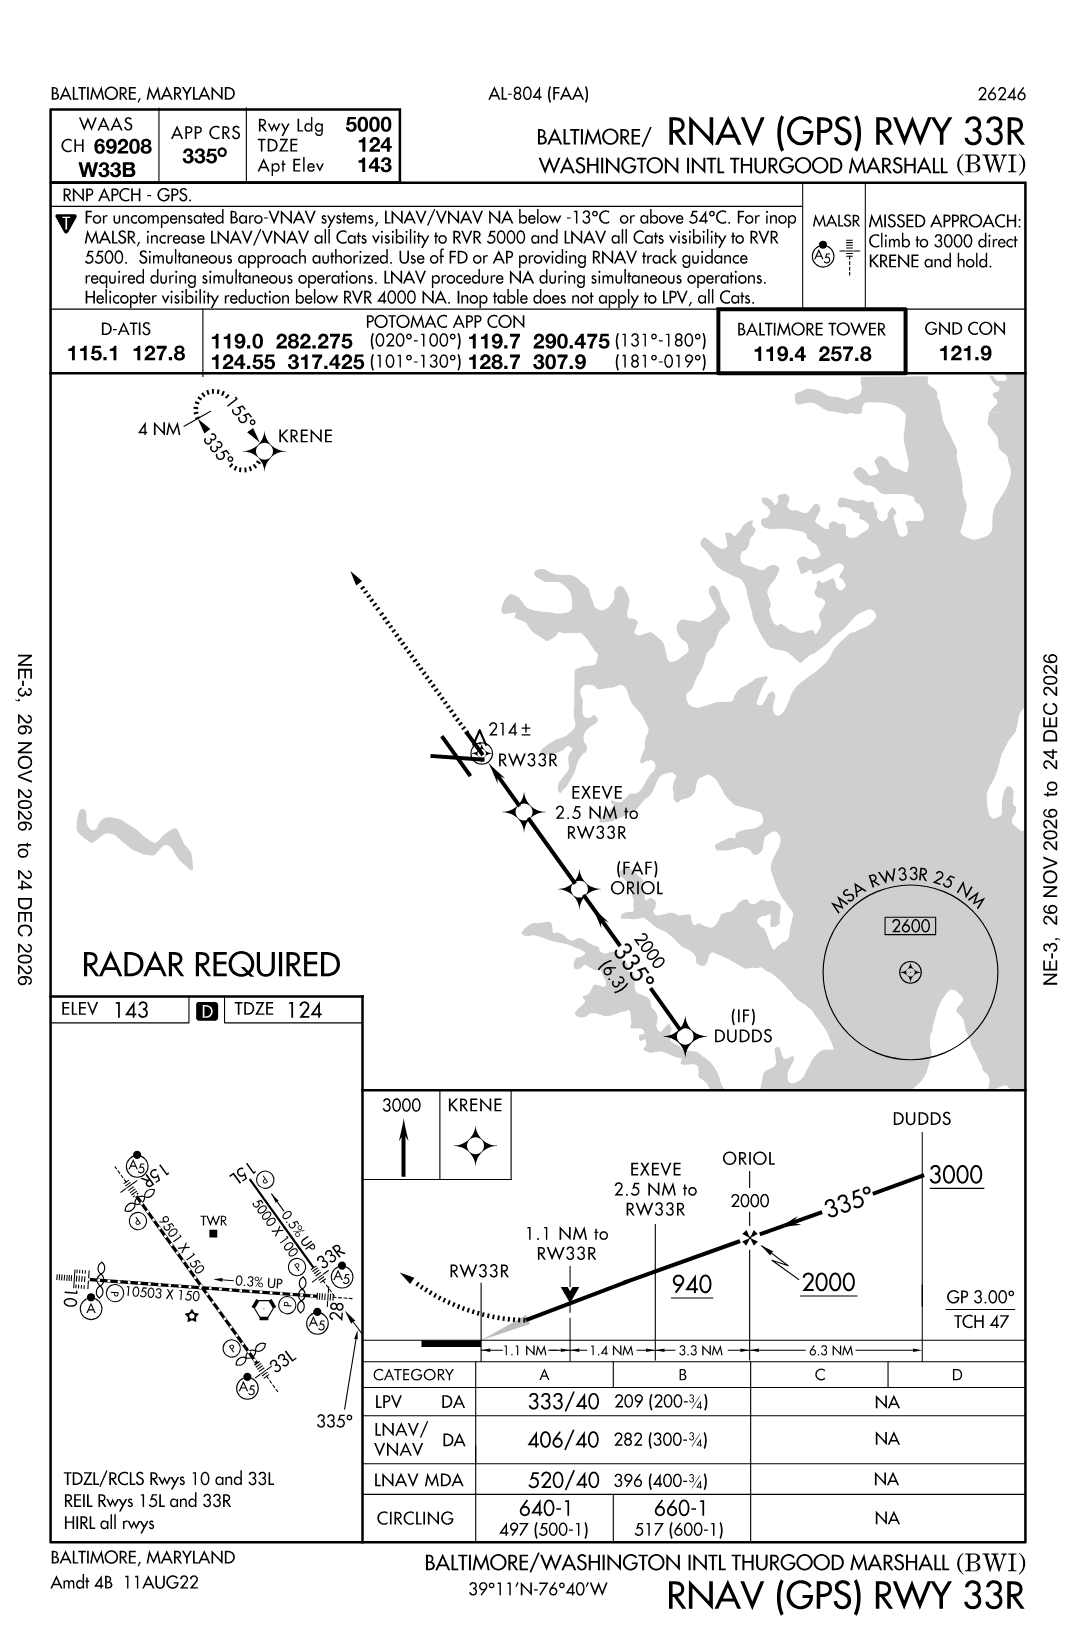 BALTIMORE, MARYLAND
AL-804 (FAA)
26246
WAAS
CH 69208
W33B
APP CRS
335°
Rwy Ldg 5000
TDZE 124
Apt Elev 143
BALTIMORE/ RNAV (GPS) RWY 33R
WASHINGTON INTL THURGOOD MARSHALL (BWI)
RNP APCH - GPS.
T
For uncompensated Baro-VNAV systems, LNAV/VNAV NA below -13°C or above 54°C. For inop
MALSR, increase LNAV/VNAV all Cats visibility to RVR 5000 and LNAV all Cats visibility to RVR
5500. Simultaneous approach authorized. Use of FD or AP providing RNAV track guidance
required during simultaneous operations. LNAV procedure NA during simultaneous operations.
Helicopter visibility reduction below RVR 4000 NA. Inop table does not apply to LPV, all Cats.
MALSR
A5
MISSED APPROACH:
Climb to 3000 direct
KRENE and hold.
D-ATIS
115.1 127.8
POTOMAC APP CON
119.0 282.275 (020°-100°) 119.7 290.475 (131°-180°)
124.55 317.425 (101°-130°) 128.7 307.9 (181°-019°)
BALTIMORE TOWER
119.4 257.8
GND CON
121.9
4 NM
155°
335°
KRENE
214±
RW33R
EXEVE
2.5 NM to
RW33R
(FAF)
ORIOL
2000
335°
(6.3)
(IF)
DUDDS
MSA RW33R 25 NM
2600
RADAR REQUIRED
NE-3, 26 NOV 2026 to 24 DEC 2026
NE-3, 26 NOV 2026 to 24 DEC 2026
ELEV 143
D
TDZE 124
A5
15R
P
15L
P
9501 X 150
TWR
5000 X 100
0.5% UP
P
33R
A5
0.3% UP
10
A
P
10503 X 150
P
28
A5
P
33L
A5
335°
TDZL/RCLS Rwys 10 and 33L
REIL Rwys 15L and 33R
HIRL all rwys
3000
KRENE
DUDDS
ORIOL
2000
EXEVE
2.5 NM to
RW33R
1.1 NM to
RW33R
RW33R
335°
3000
940
2000
GP 3.00°
TCH 47
1.1 NM
1.4 NM
3.3 NM
6.3 NM
CATEGORY A B C D
LPV DA 333/40 209 (200-¾) NA
LNAV/
VNAV DA 406/40 282 (300-¾) NA
LNAV MDA 520/40 396 (400-¾) NA
CIRCLING 640-1 660-1 NA
497 (500-1) 517 (600-1)
BALTIMORE, MARYLAND
Amdt 4B 11AUG22
39°11'N-76°40'W
BALTIMORE/WASHINGTON INTL THURGOOD MARSHALL (BWI)
RNAV (GPS) RWY 33R